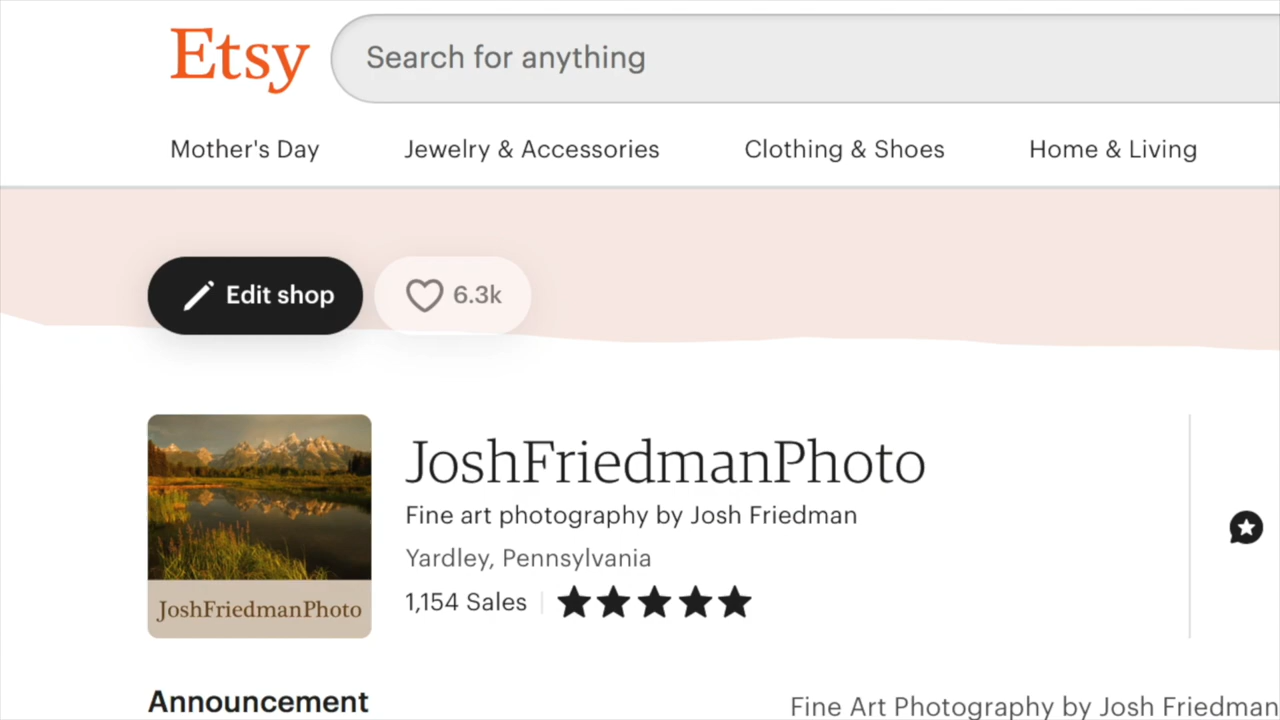 Etsy
Search for anything
Mother's Day Jewelry & Accessories Clothing & Shoes Home & Living
Edit shop 6.3k
JoshFriedmanPhoto
Fine art photography by Josh Friedman
Yardley, Pennsylvania
1,154 Sales
JoshFriedmanPhoto
Announcement Fine Art Photography by Josh Friedman